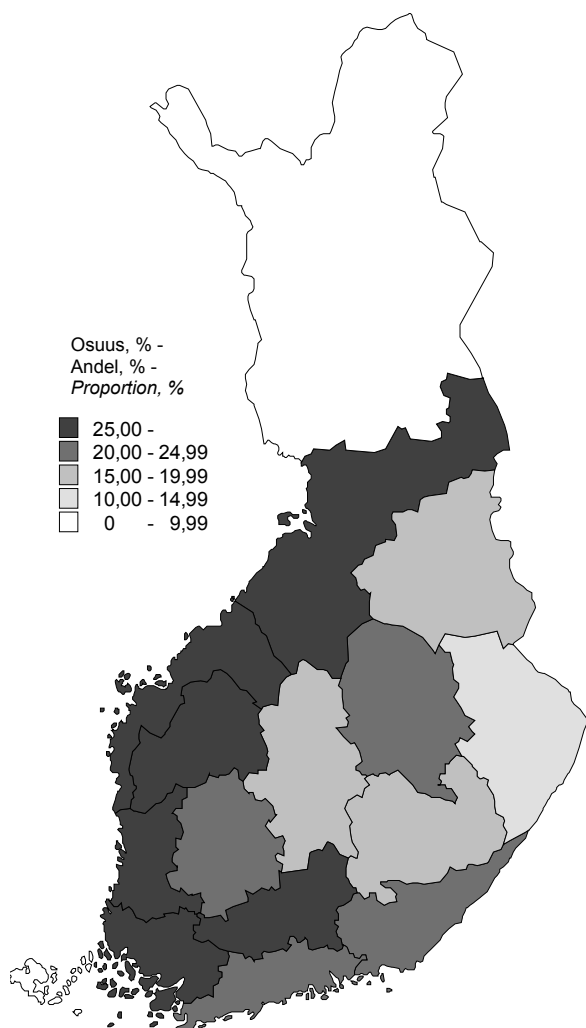 Osuus, % -
Andel, % -
Proportion, %
25,00 -
20,00 - 24,99
15,00 - 19,99
10,00 - 14,99
0 - 9,99